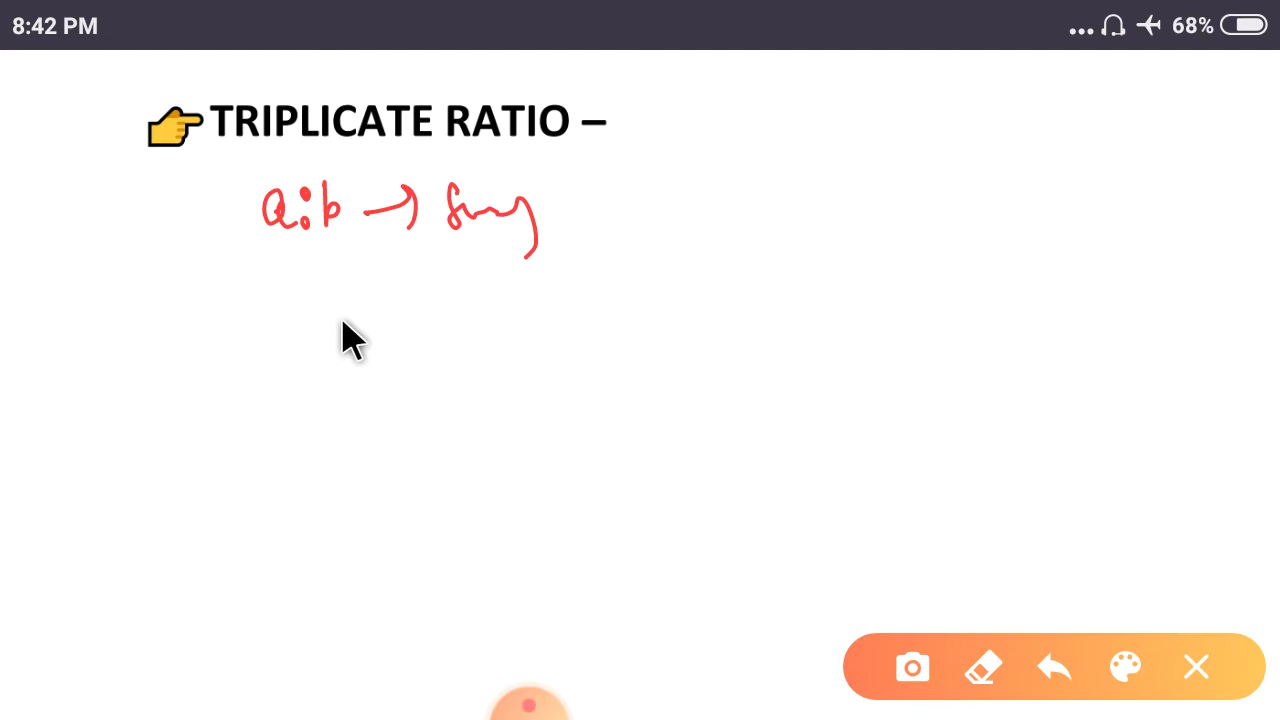 8:42 PM
68%
TRIPLICATE RATIO –
a:b →